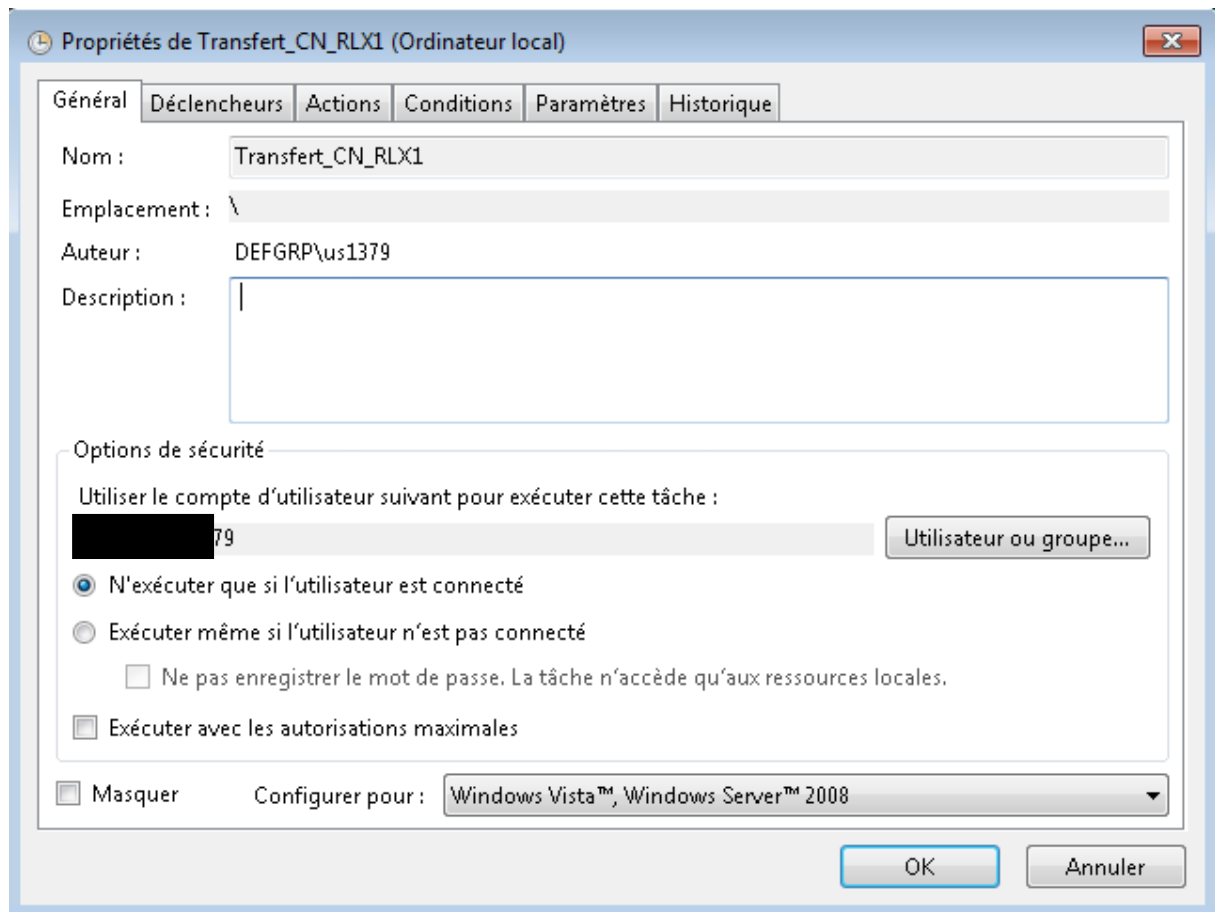 Propriétés de Transfert_CN_RLX1 (Ordinateur local)
Général Déclencheurs Actions Conditions Paramètres Historique
Nom : Transfert_CN_RLX1
Emplacement : \
Auteur : DEFGRP\us1379
Description :
Options de sécurité
Utiliser le compte d'utilisateur suivant pour exécuter cette tâche :
79 Utilisateur ou groupe...
N'exécuter que si l'utilisateur est connecté
Exécuter même si l'utilisateur n'est pas connecté
Ne pas enregistrer le mot de passe. La tâche n'accède qu'aux ressources locales.
Exécuter avec les autorisations maximales
Masquer Configurer pour : Windows Vista™, Windows Server™ 2008
OK Annuler